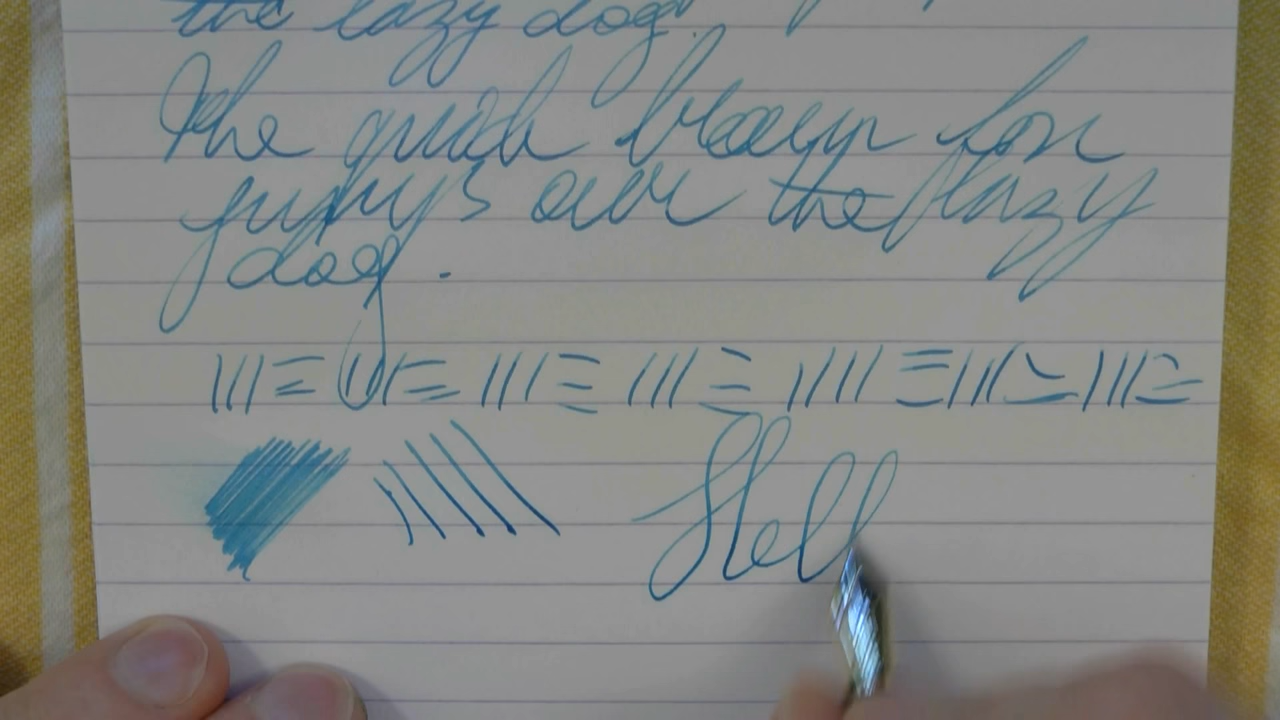 the lazy dog.
The quick brown fox
jumps over the lazy
dog.
Hell